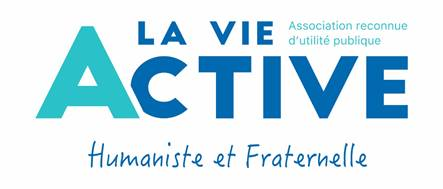 LA VIE
ACTIVE
Association reconnue
d'utilité publique
Humaniste et Fraternelle